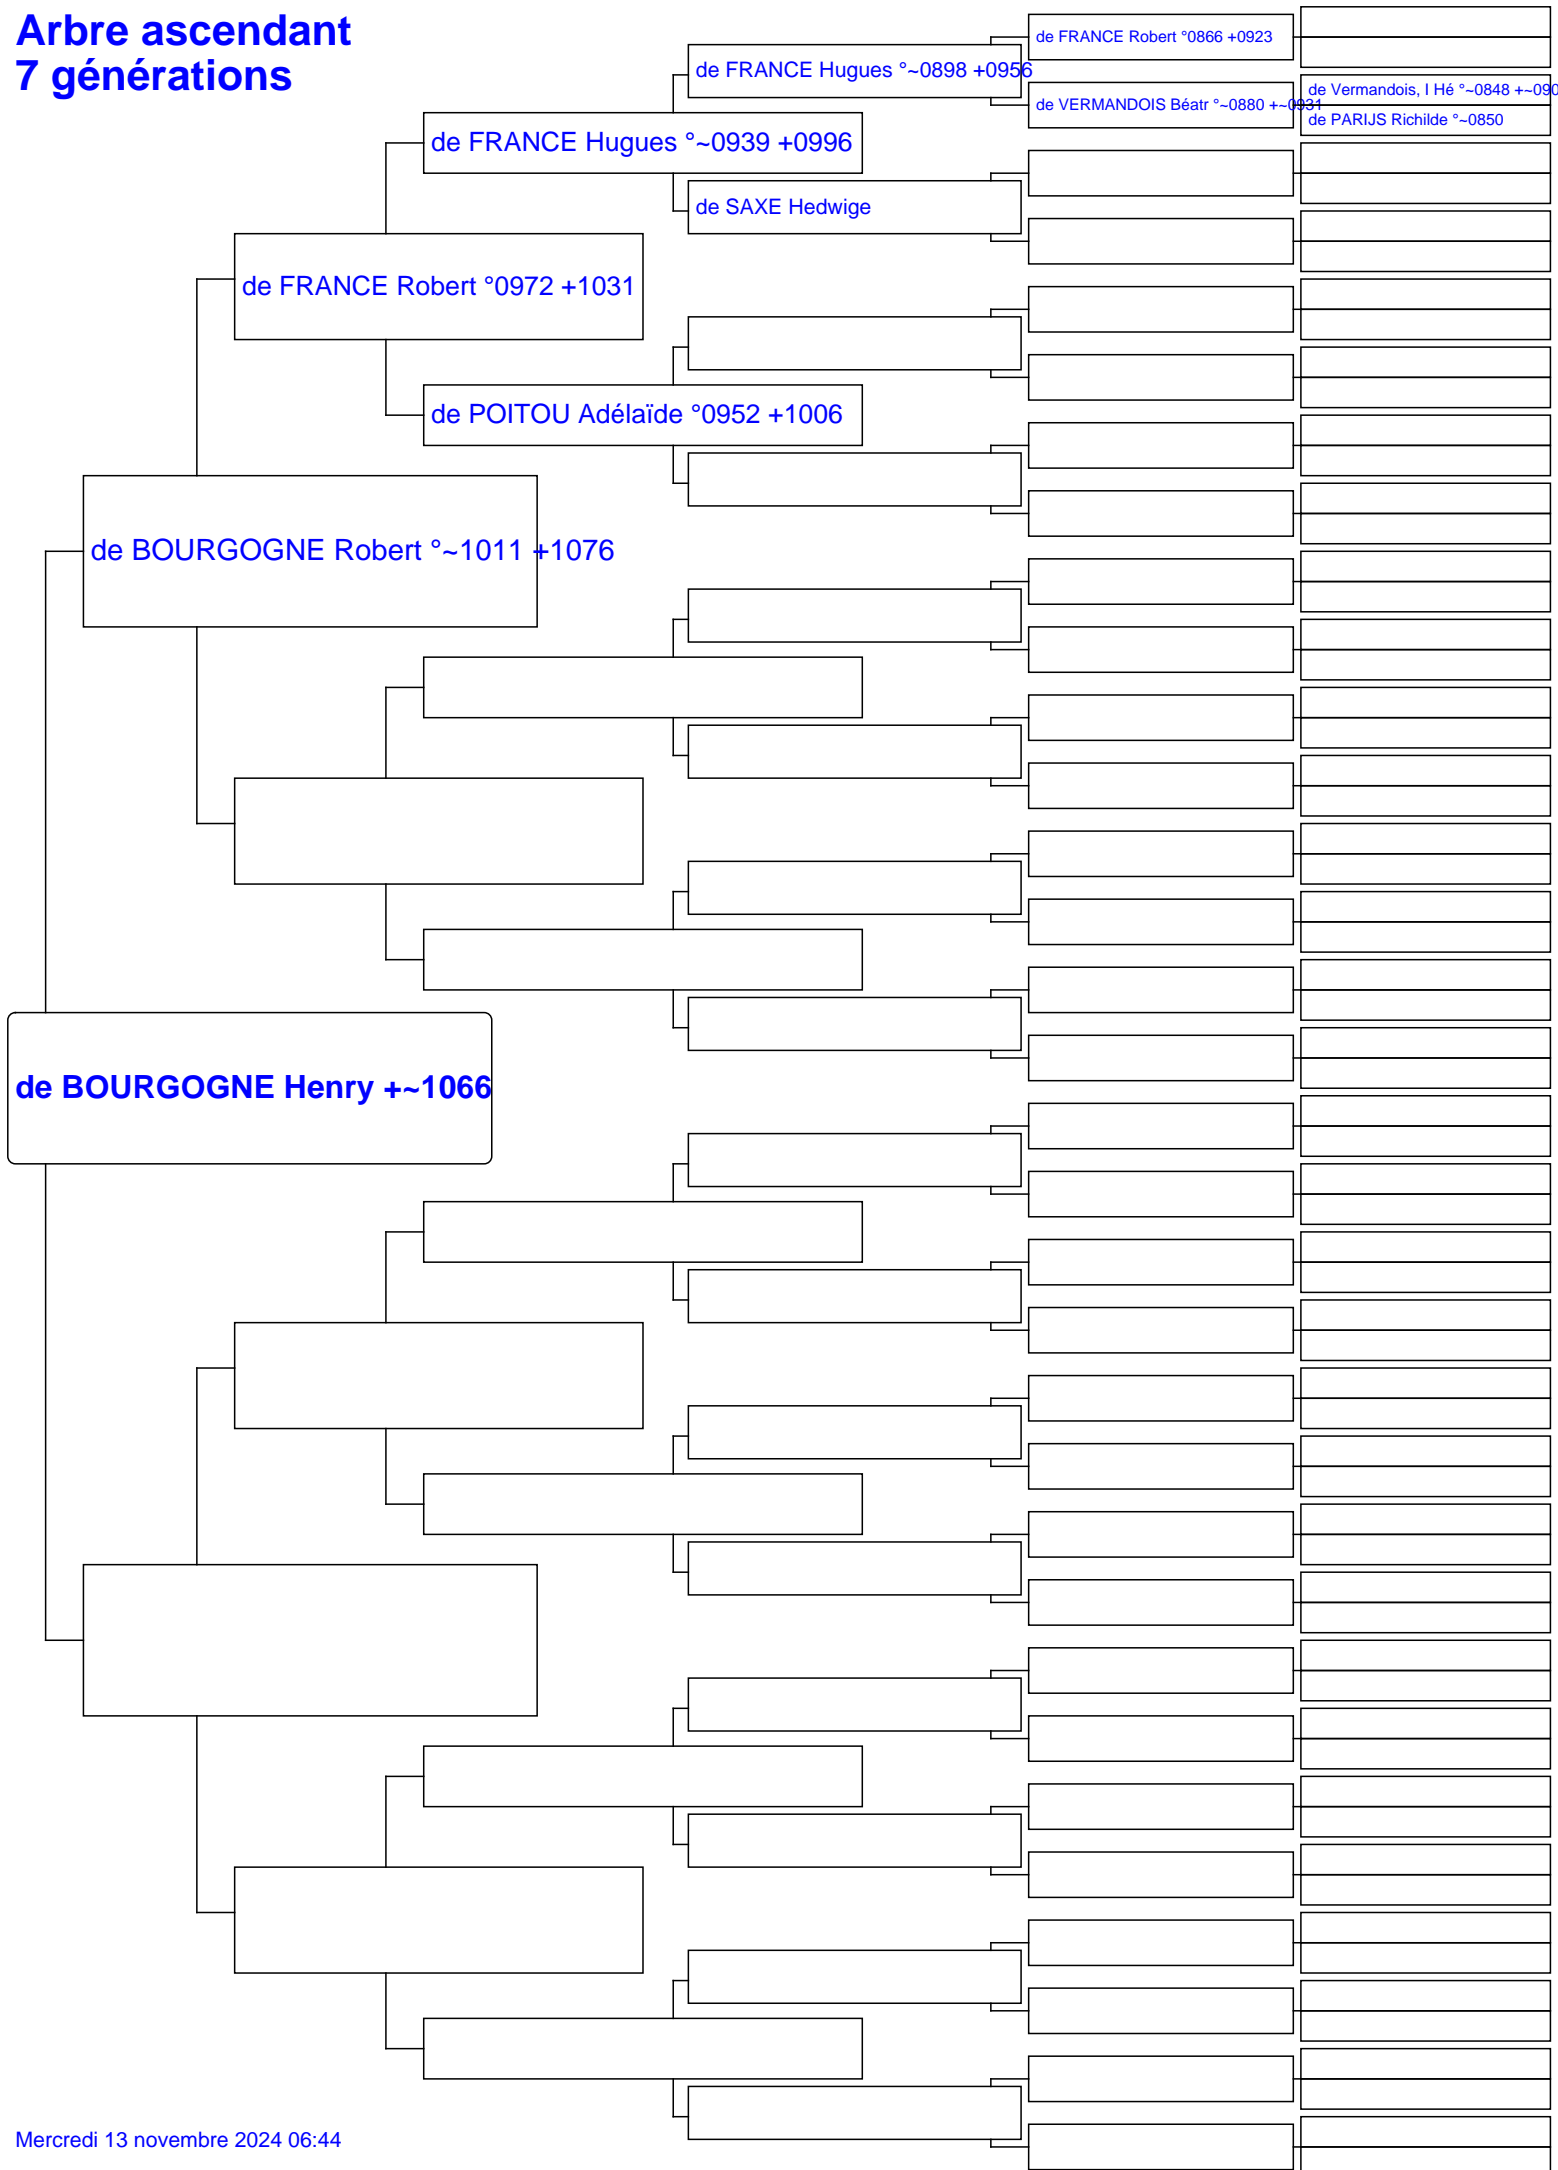 Arbre ascendant
7 générations
de FRANCE Robert °0866 +0923
de FRANCE Hugues °~0898 +0956
de VERMANDOIS Béatr °~0880 +~0931
de Vermandois, I Hé °~0848 +~090
de PARIJS Richilde °~0850
de FRANCE Hugues °~0939 +0996
de SAXE Hedwige
de FRANCE Robert °0972 +1031
de POITOU Adélaïde °0952 +1006
de BOURGOGNE Robert °~1011 +1076
de BOURGOGNE Henry +~1066
Mercredi 13 novembre 2024 06:44